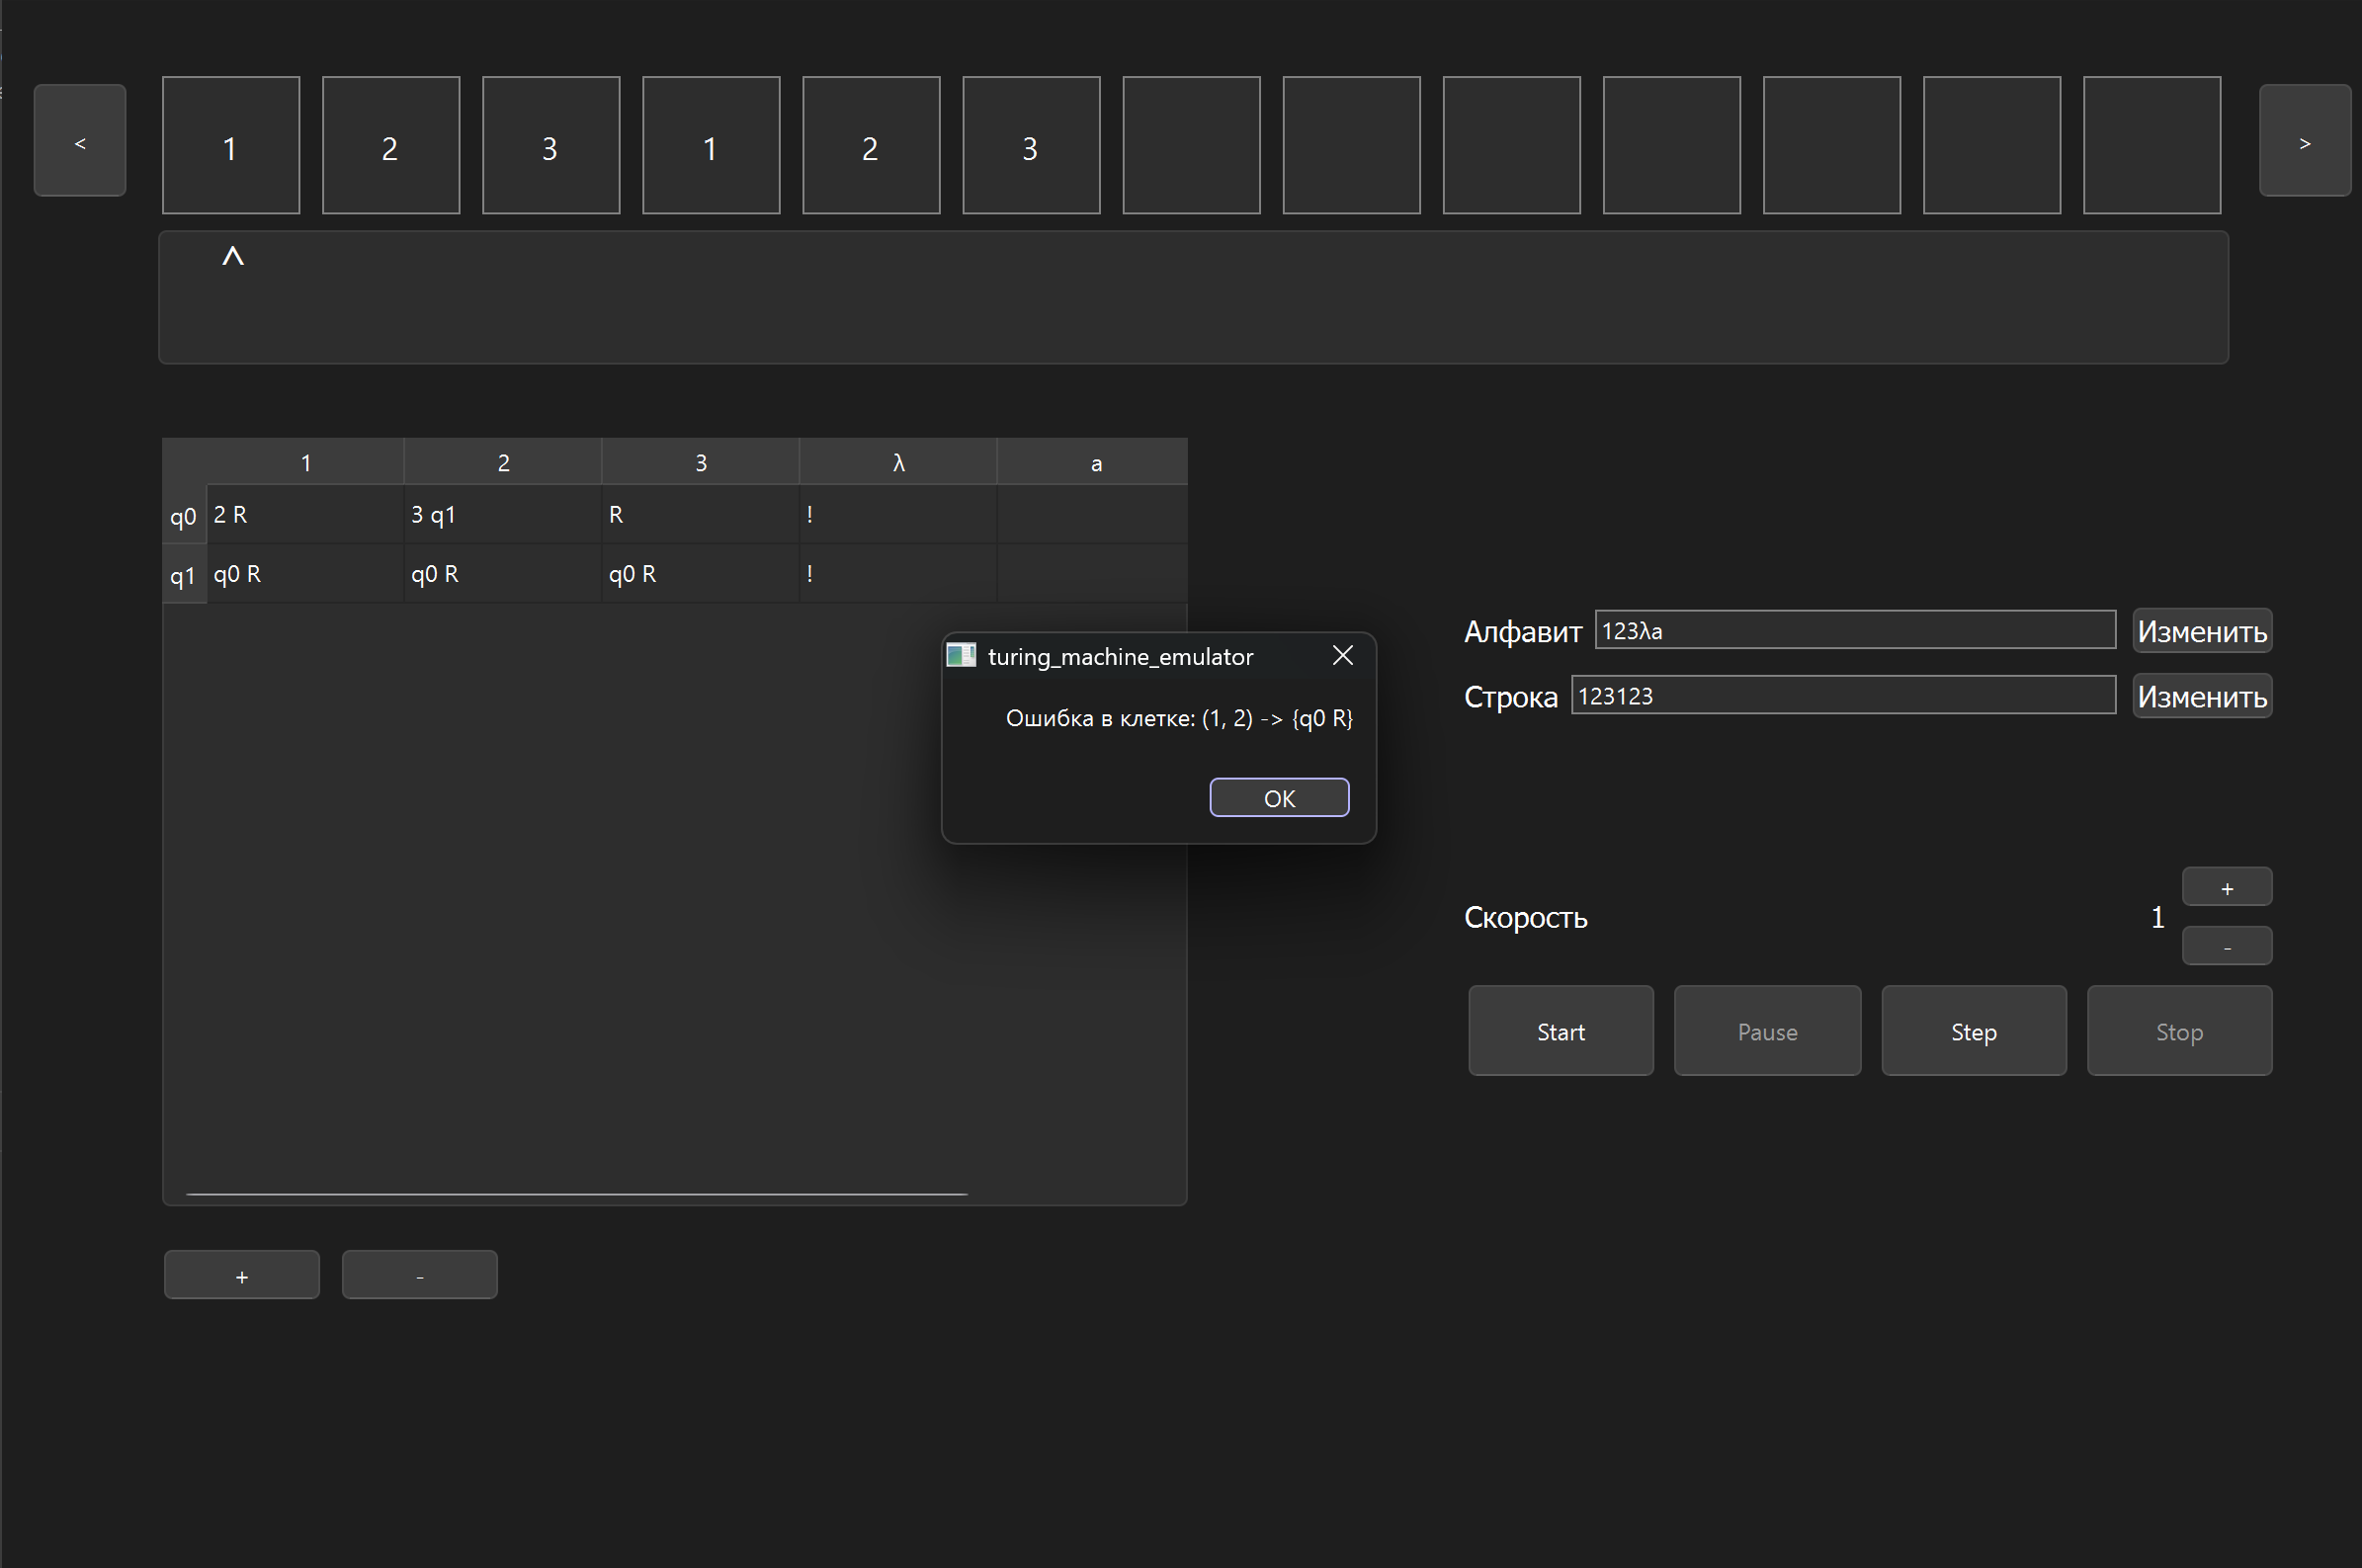 < 1 2 3 1 2 3 >
^
1 2 3 λ a
q0 2 R 3 q1 R !
q1 q0 R q0 R q0 R !
turing_machine_emulator
Ошибка в клетке: (1, 2) -> {q0 R}
OK
Алфавит 123λa Изменить
Строка 123123 Изменить
+
Скорость 1
-
Start Pause Step Stop
+ -